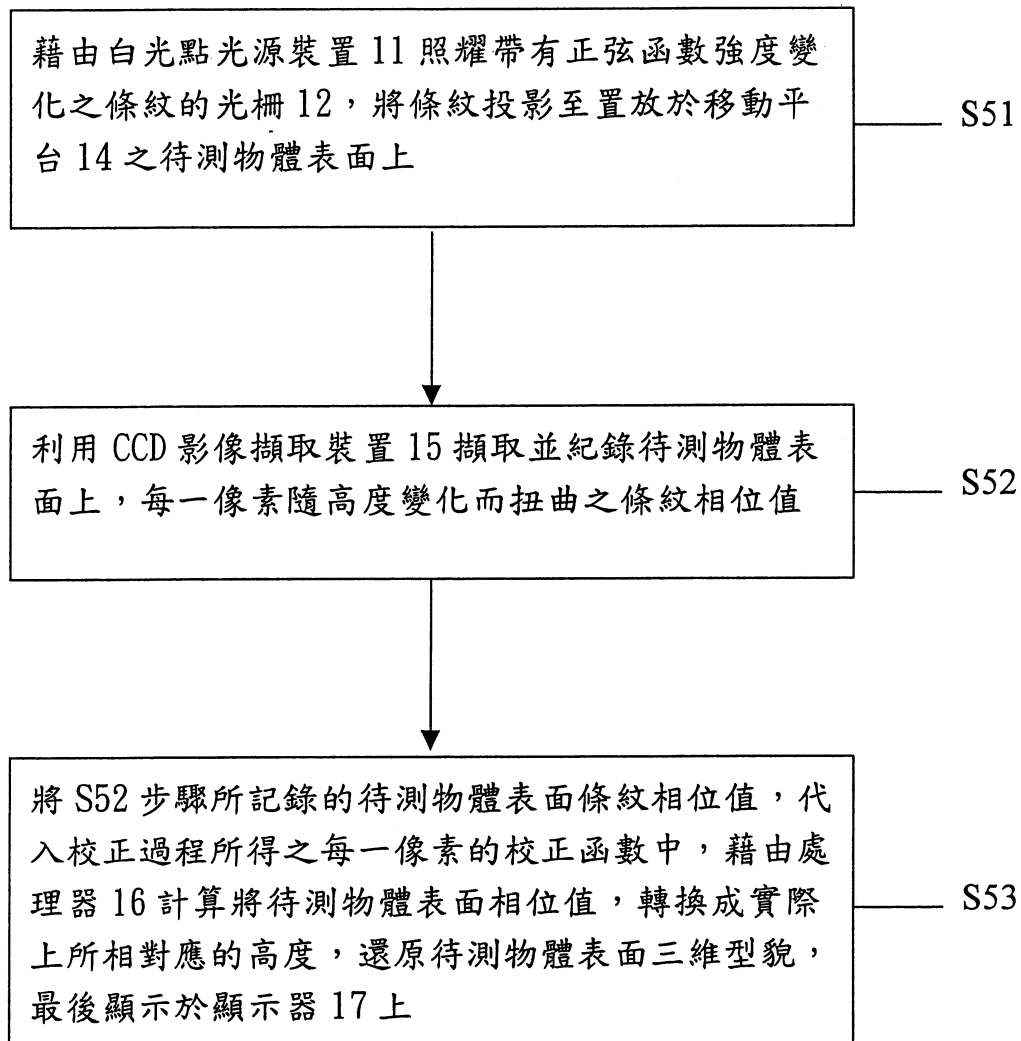 藉由白光點光源裝置 11 照耀帶有正弦函數強度變
化之條紋的光柵 12，將條紋投影至置放於移動平
台 14 之待測物體表面上
S51
利用 CCD 影像擷取裝置 15 擷取並紀錄待測物體表
面上，每一像素隨高度變化而扭曲之條紋相位值
S52
將 S52 步驟所記錄的待測物體表面條紋相位值，代
入校正過程所得之每一像素的校正函數中，藉由處
理器 16 計算將待測物體表面相位值，轉換成實際
上所相對應的高度，還原待測物體表面三維型貌，
最後顯示於顯示器 17 上
S53